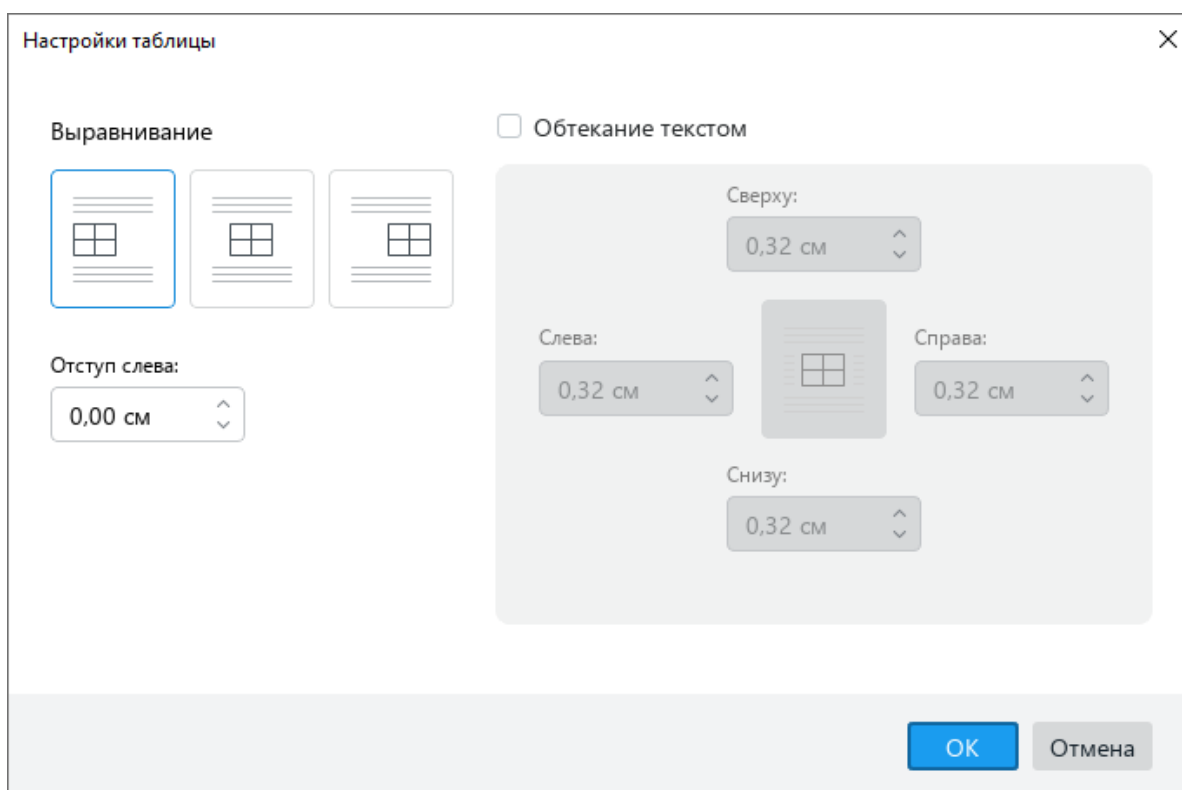 Настройки таблицы
Выравнивание
Обтекание текстом
Сверху:
0,32 см
Слева:
0,32 см
Справа:
0,32 см
Отступ слева:
0,00 см
Снизу:
0,32 см
ОК
Отмена